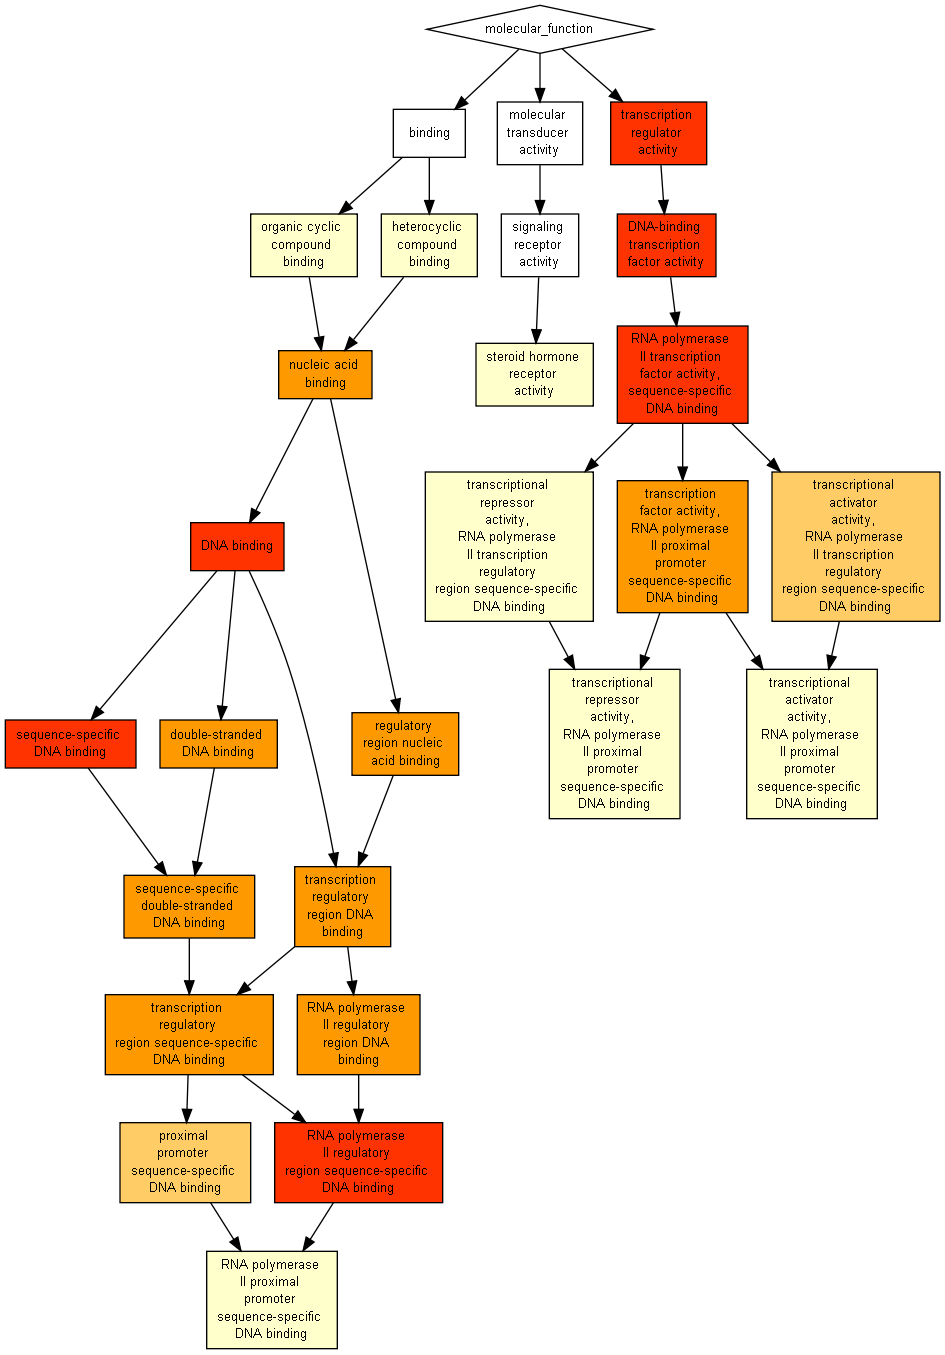 molecular_function
binding
molecular
transducer
activity
transcription
regulator
activity
organic cyclic
compound
binding
heterocyclic
compound
binding
signaling
receptor
activity
DNA-binding
transcription
factor activity
nucleic acid
binding
steroid hormone
receptor
activity
RNA polymerase
II transcription
factor activity,
sequence-specific
DNA binding
transcriptional
repressor
activity,
RNA polymerase
II transcription
regulatory
region sequence-specific
DNA binding
transcription
factor activity,
RNA polymerase
II proximal
promoter
sequence-specific
DNA binding
transcriptional
activator
activity,
RNA polymerase
II transcription
regulatory
region sequence-specific
DNA binding
DNA binding
transcriptional
repressor
activity,
RNA polymerase
II proximal
promoter
sequence-specific
DNA binding
transcriptional
activator
activity,
RNA polymerase
II proximal
promoter
sequence-specific
DNA binding
sequence-specific
DNA binding
double-stranded
DNA binding
regulatory
region nucleic
acid binding
sequence-specific
double-stranded
DNA binding
transcription
regulatory
region DNA
binding
transcription
regulatory
region sequence-specific
DNA binding
RNA polymerase
II regulatory
region DNA
binding
proximal
promoter
sequence-specific
DNA binding
RNA polymerase
II regulatory
region sequence-specific
DNA binding
RNA polymerase
II proximal
promoter
sequence-specific
DNA binding